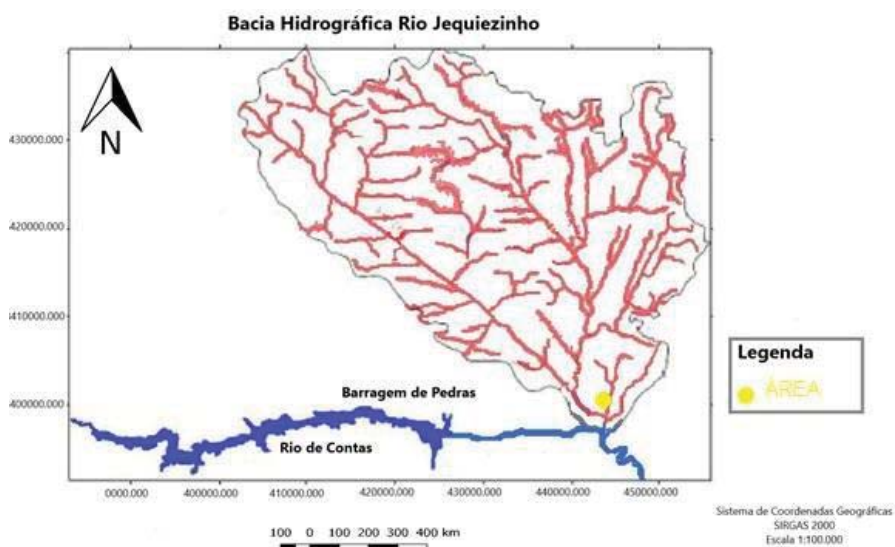 Bacia Hidrográfica Rio Jequiezinho
N
430000.000
420000.000
410000.000
400000.000
Barragem de Pedras
Rio de Contas
Legenda
ÁREA
0000.000 400000.000 410000.000 420000.000 430000.000 440000.000 450000.000
100 0 100 200 300 400 km
Sistema de Coordenadas Geográficas
SIRGAS 2000
Escala 1:100.000